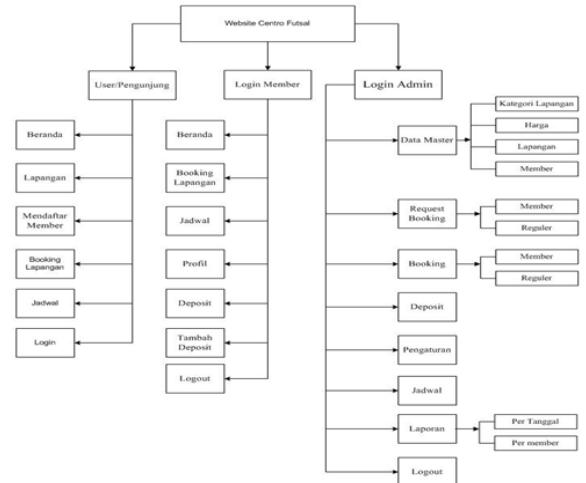 Website Centro Futsal
User/Pengunjung
Login Member
Login Admin
Beranda
Lapangan
Mendaftar
Member
Booking
Lapangan
Jadwal
Login
Beranda
Booking
Lapangan
Jadwal
Profil
Deposit
Tambah
Deposit
Logout
Data Master
Kategori Lapangan
Harga
Lapangan
Member
Request
Booking
Member
Reguler
Booking
Member
Reguler
Deposit
Pengaturan
Jadwal
Laporan
Per Tanggal
Per member
Logout